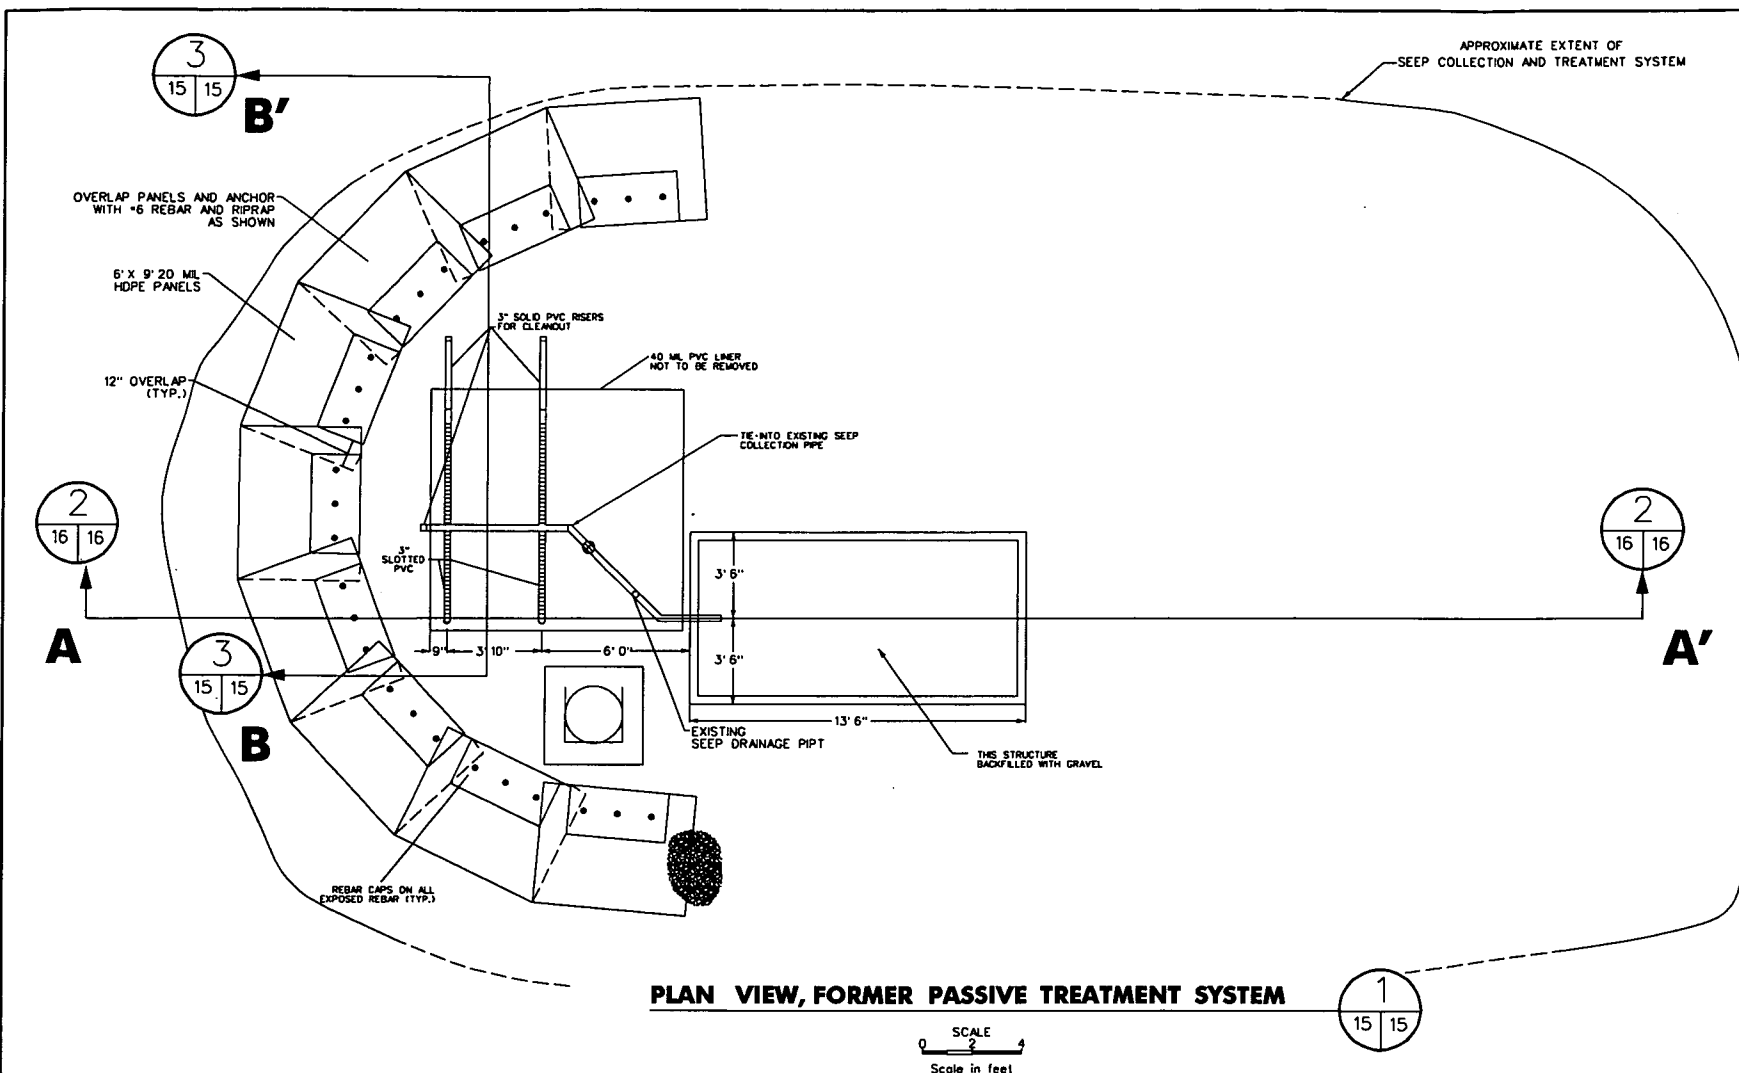 APPROXIMATE EXTENT OF
SEEP COLLECTION AND TREATMENT SYSTEM
3
15 15
B'
OVERLAP PANELS AND ANCHOR
WITH #6 REBAR AND RIPRAP
AS SHOWN
6' X 9' 20 MIL
HDPE PANELS
3" SOLID PVC RISERS
FOR CLEANOUT
40 MIL PVC LINER
NOT TO BE REMOVED
12" OVERLAP
(TYP.)
TIE-INTO EXISTING SEEP
COLLECTION PIPE
2
16 16
2
16 16
3"
SLOTTED
PVC
3' 6"
A
A'
3
15 15
9"
3' 10"
6' 0"
3' 6"
B
13' 6"
EXISTING
SEEP DRAINAGE PIPT
THIS STRUCTURE
BACKFILLED WITH GRAVEL
REBAR CAPS ON ALL
EXPOSED REBAR (TYP.)
PLAN VIEW, FORMER PASSIVE TREATMENT SYSTEM
1
15 15
SCALE
0 2 4
Scale in feet